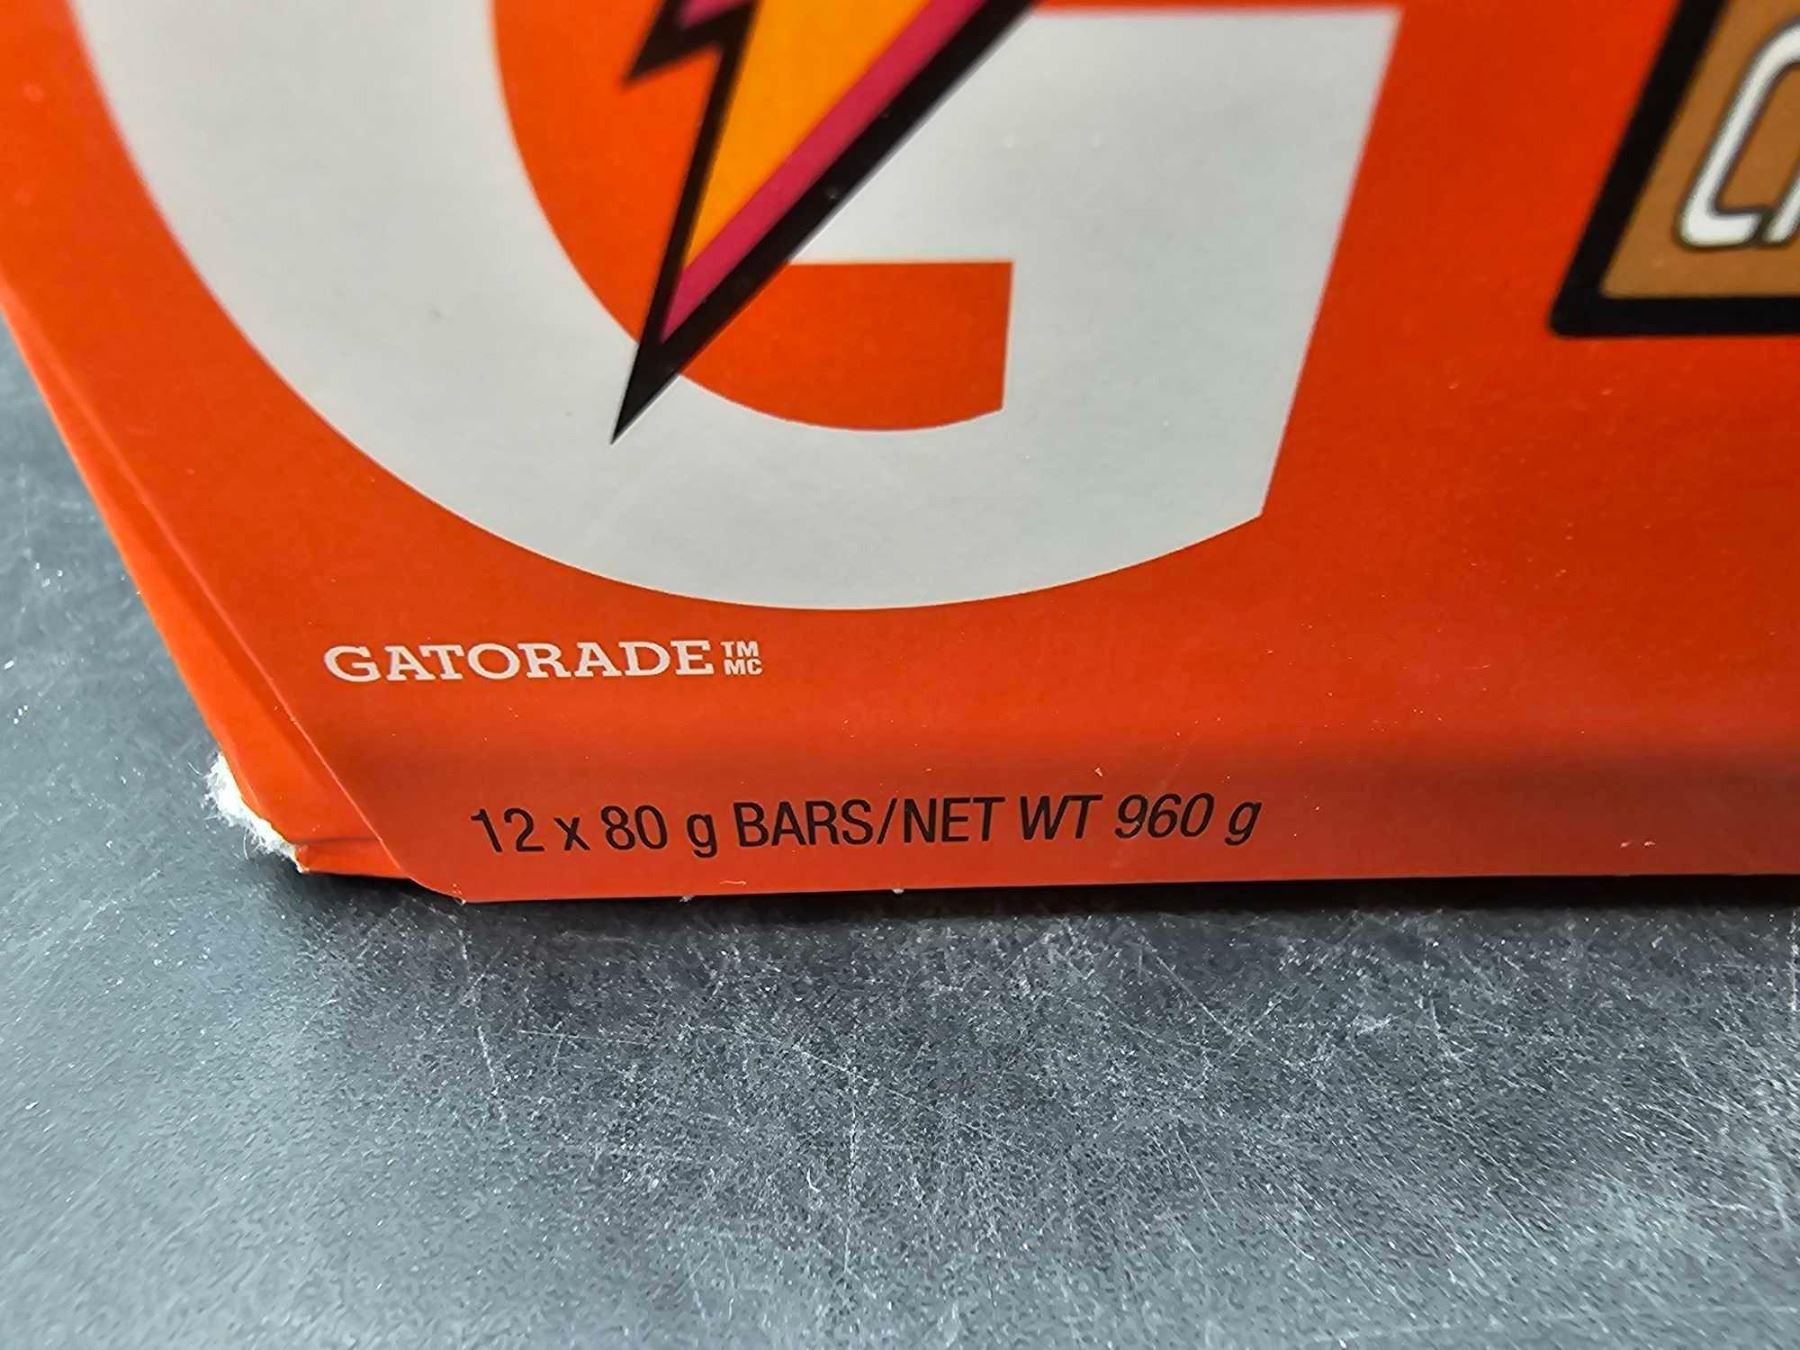 GATORADE TM MC
12 x 80 g BARS/NET WT 960 g